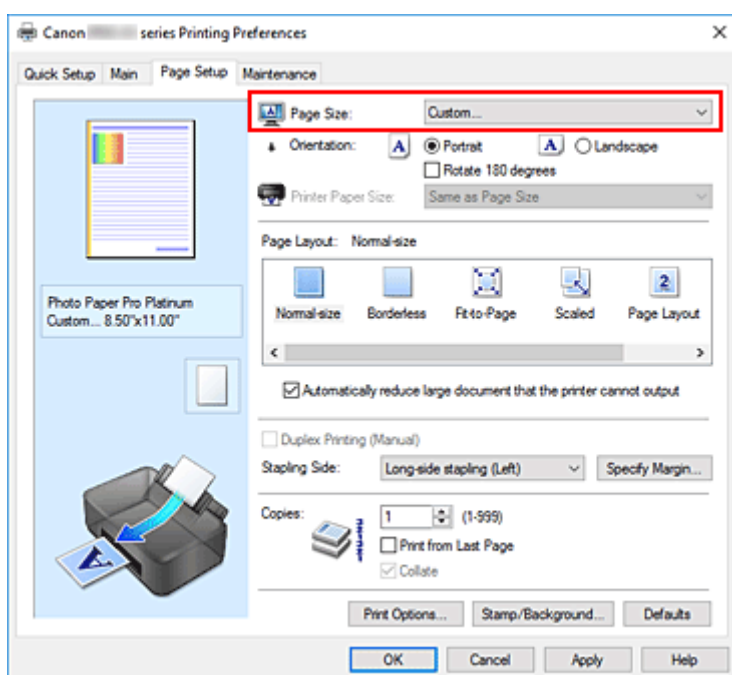 Canon series Printing Preferences
Quick Setup Main Page Setup Maintenance
Page Size: Custom...
Orientation: A Portrait A Landscape
Rotate 180 degrees
Printer Paper Size: Same as Page Size
Page Layout: Normal-size
2
Normal-size Borderless Fit-to-Page Scaled Page Layout
Photo Paper Pro Platinum
Custom... 8.50"x11.00"
Automatically reduce large document that the printer cannot output
Duplex Printing (Manual)
Stapling Side: Long-side stapling (Left) Specify Margin...
Copies: 1 (1-999)
Print from Last Page
Collate
A
Print Options... Stamp/Background... Defaults
OK Cancel Apply Help